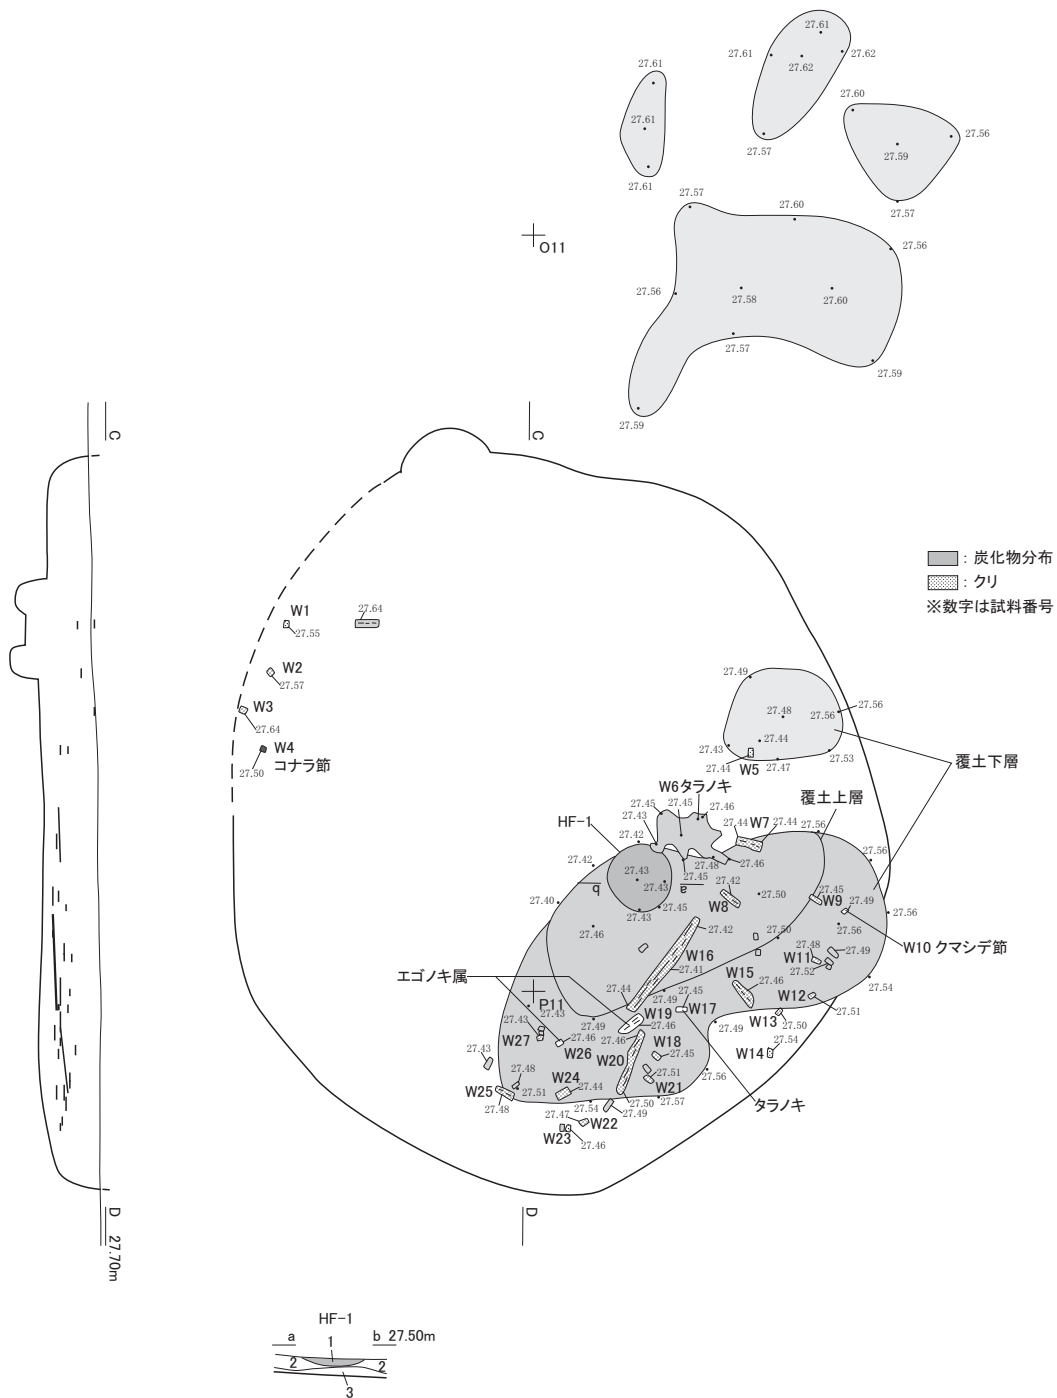 27.61
27.61
27.62
27.62
27.57
27.61
27.61
27.61
27.60
27.56
27.59
27.57
27.57
27.60
27.56
27.56
27.58
27.60
27.57
27.59
27.59
O11
C
C
: 炭化物分布
: クリ
※数字は試料番号
W1
27.55
27.64
W2
27.57
W3
27.64
W4
コナラ節
27.50
27.49
27.48
27.56
27.56
27.43
27.44
27.44
W5
27.47
27.53
覆土下層
W6タラノキ
27.45
27.45
27.46
27.43
覆土上層
HF-1
27.42
27.44
W7
27.44
27.56
27.42
27.48
27.46
27.56
27.43
27.43
27.45
a
b
27.42
27.50
27.45
W9
27.49
27.40
27.43
27.45
W8
27.56
27.46
27.42
27.50
27.56
W10 クマシデ節
W16
27.48
W11
27.49
27.52
エゴノキ属
27.41
W15
27.46
27.54
27.44
27.45
27.49
W17
W12
27.51
P11
27.43
27.43
27.49
W19
27.46
27.49
W13
27.50
W27
27.46
27.46
W26
W18
27.45
27.54
W14
W20
27.43
27.48
W24
27.44
27.51
W21
27.56
W25
27.51
27.48
27.54
27.50
27.57
タラノキ
27.47
W22
27.49
W23
27.46
D
D
27.70m
HF-1
a
1
b 27.50m
2
2
3